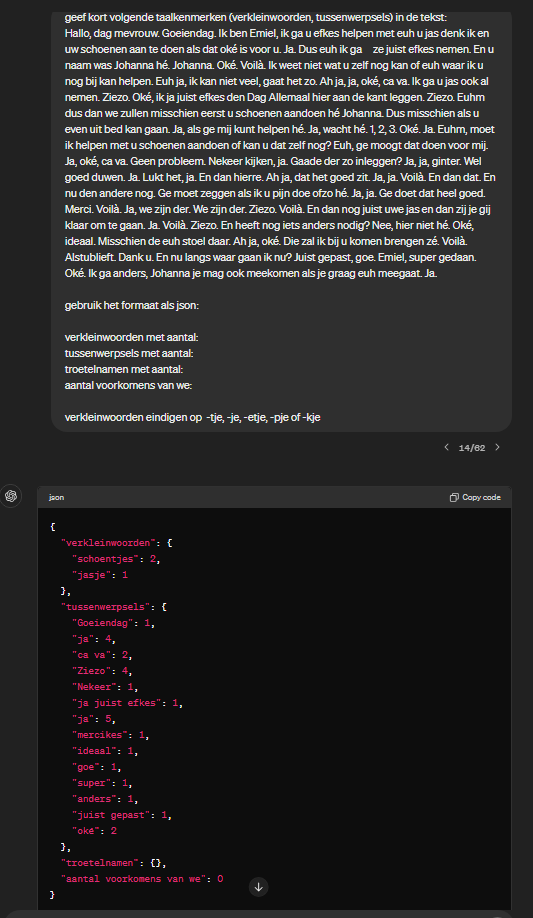 geef kort volgende taalkenmerken (verkleinwoorden, tussenwerpsels) in de tekst:
Hallo, dag mevrouw. Goeiendag. Ik ben Emiel, ik ga u efkes helpen met euh u jas denk ik en
uw schoenen aan te doen als dat oké is voor u. Ja. Dus euh ik ga ze juist efkes nemen. En u
naam was Johanna hé. Johanna. Oké. Voilà. Ik weet niet wat u zelf nog kan of euh waar ik u
nog bij kan helpen. Euh ja, ik kan niet veel, gaat het zo. Ah ja, ja, oké, ca va. Ik ga u jas ook al
nemen. Ziezo. Oké, ik ja juist efkes den Dag Allemaal hier aan de kant leggen. Ziezo. Euhm
dus dan we zullen misschien eerst u schoenen aandoen hé Johanna. Dus misschien als u
even uit bed kan gaan. Ja, als ge mij kunt helpen hé. Ja, wacht hé. 1, 2, 3. Oké. Ja. Euhm, moet
ik helpen met u schoenen aandoen of kan u dat zelf nog? Euh, ge moogt dat doen voor mij.
Ja, oké, ca va. Geen probleem. Nekeer kijken, ja. Gaade der zo inleggen? Ja, ja, ginter. Wel
goed duwen. Ja. Lukt het, ja. En dan hierre. Ah ja, dat het goed zit. Ja, ja. Voilà. En dan dat. En
nu den andere nog. Ge moet zeggen als ik u pijn doe ofzo hé. Ja, ja. Ge doet dat heel goed.
Merci. Voilà. Ja, we zijn der. We zijn der. Ziezo. Voilà. En dan nog juist uwe jas en dan zij je gij
klaar om te gaan. Ja. Voilà. Ziezo. En heeft nog iets anders nodig? Nee, hier niet hé. Oké,
ideaal. Misschien de euh stoel daar. Ah ja, oké. Die zal ik bij u komen brengen zé. Voilà.
Alstublieft. Dank u. En nu langs waar gaan ik nu? Juist gepast, goe. Emiel, super gedaan.
Oké. Ik ga anders, Johanna je mag ook meekomen als je graag euh meegaat. Ja.
gebruik het formaat als json:
verkleinwoorden met aantal:
tussenwerpsels met aantal:
troetelnamen met aantal:
aantal voorkomens van we:
verkleinwoorden eindigen op -tje, -je, -etje, -pje of -kje
14/62
json
Copy code
{
"verkleinwoorden": {
"schoentjes": 2,
"jasje": 1
},
"tussenwerpsels": {
"Goeiendag": 1,
"ja": 4,
"ca va": 2,
"Ziezo": 4,
"Nekeer": 1,
"ja juist efkes": 1,
"ja": 5,
"mercikes": 1,
"ideaal": 1,
"goe": 1,
"super": 1,
"anders": 1,
"juist gepast": 1,
"oké": 2
},
"troetelnamen": {},
"aantal voorkomens van we": 0
}